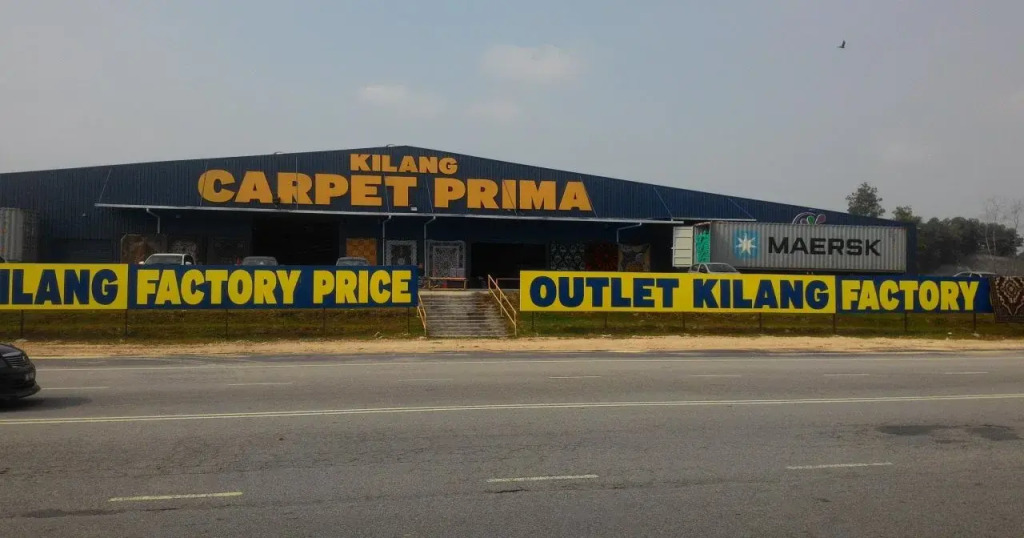 KILANG
CARPET PRIMA
MAERSK
ILANG FACTORY PRICE
OUTLET KILANG FACTORY